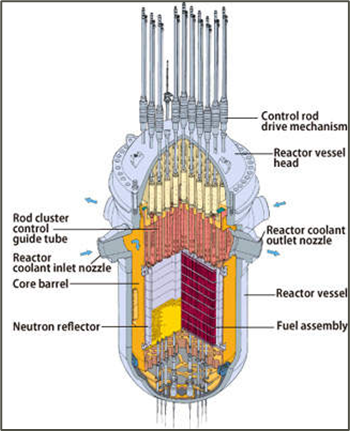 Control rod
drive mechanism
Reactor vessel
head
Rod cluster
control
guide tube
Reactor coolant
outlet nozzle
Reactor
coolant inlet nozzle
Core barrel
Reactor vessel
Neutron reflector
Fuel assembly